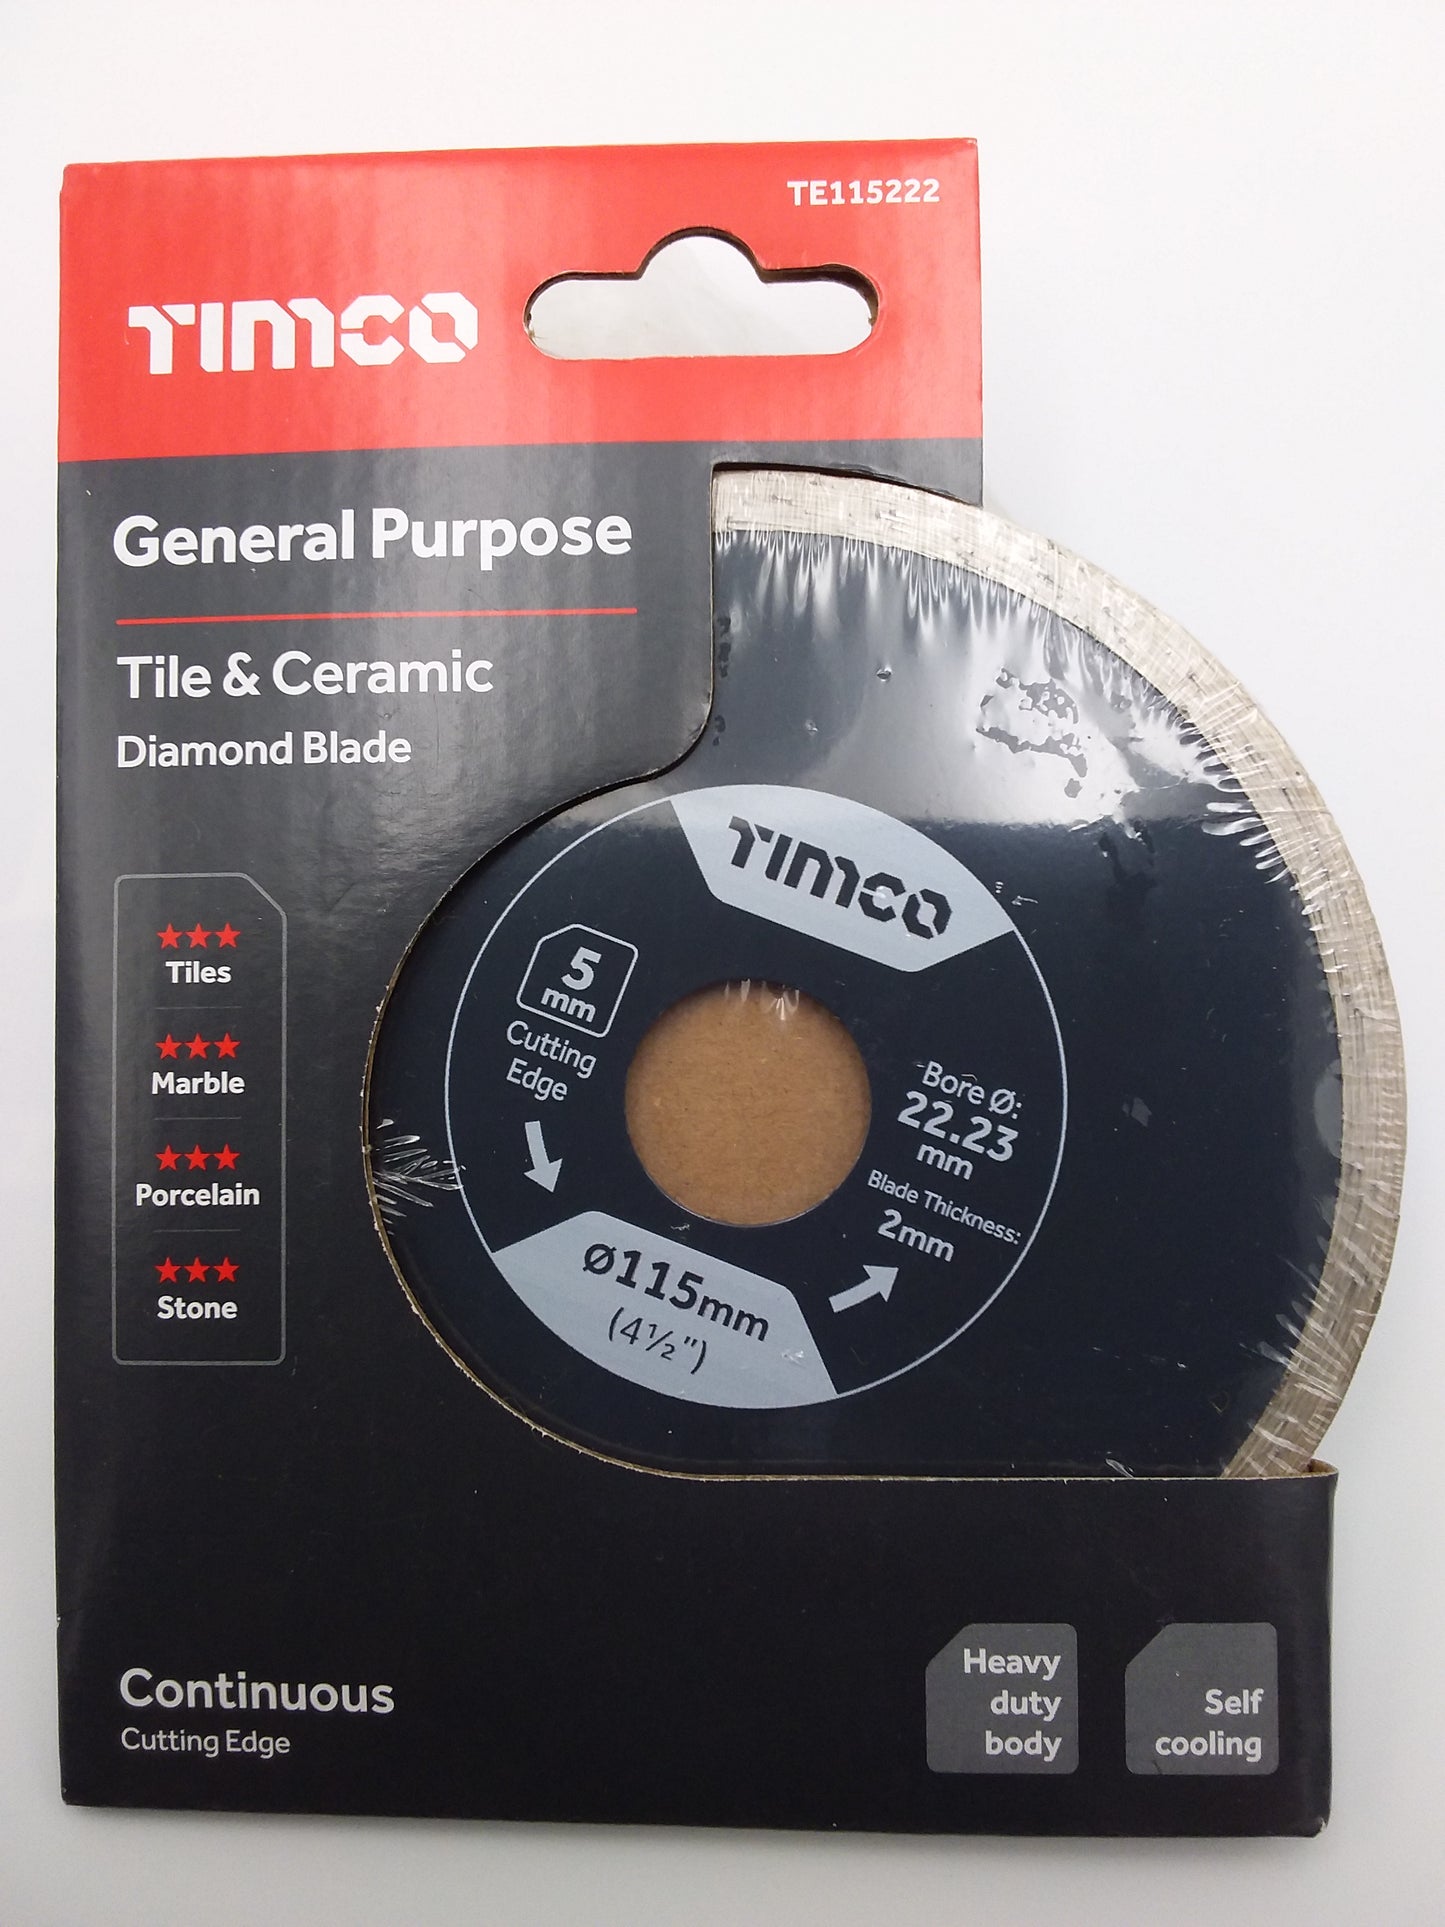 TE115222
TIMCO
General Purpose
Tile & Ceramic
Diamond Blade
★★★
Tiles
★★★
Marble
★★★
Porcelain
★★★
Stone
TIMCO
5
mm
Cutting
Edge
Bore Ø:
22.23
mm
Blade Thickness:
2mm
Ø115mm
(4½")
Continuous
Cutting Edge
Heavy
duty
body
Self
cooling